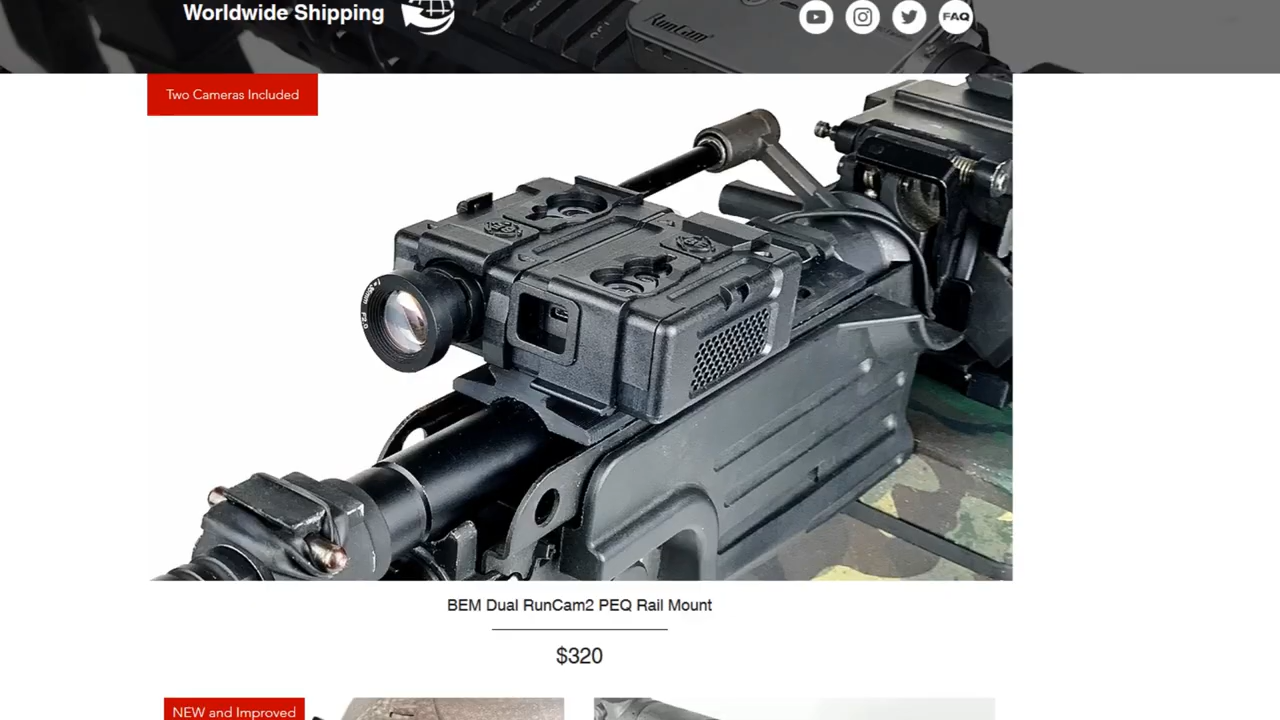 Worldwide Shipping
FAQ
RunCam
Two Cameras Included
BEM Dual RunCam2 PEQ Rail Mount
$320
NEW and Improved